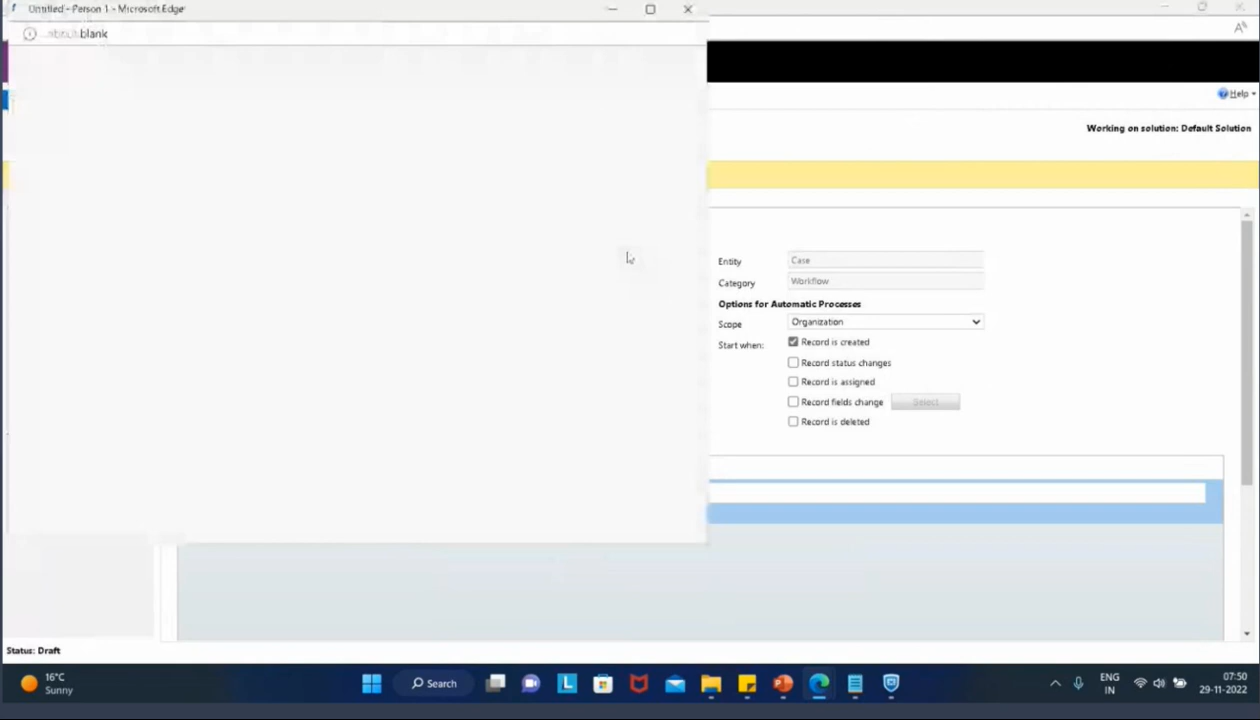 Untitled - Person 1 - Microsoft Edge
about:blank
Help
Working on solution: Default Solution
Entity
Case
Category
Workflow
Options for Automatic Processes
Scope
Organization
Start when:
Record is created
Record status changes
Record is assigned
Record fields change
Select
Record is deleted
Status: Draft
16°C
Sunny
Search
ENG
IN
07:50
29-11-2022